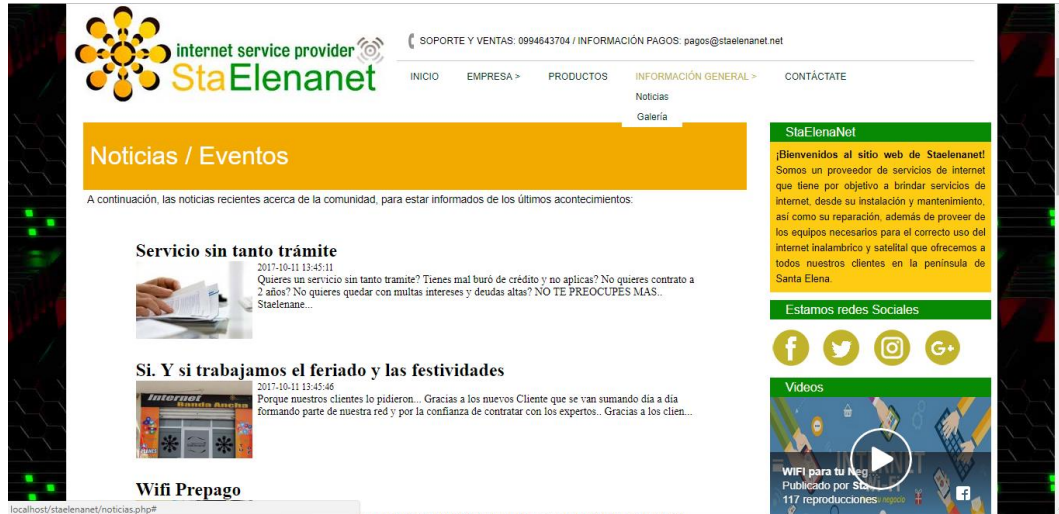 internet service provider
StaElenanet
SOPORTE Y VENTAS: 0994643704 / INFORMACIÓN PAGOS: pagos@staelenanet.net
INICIO EMPRESA > PRODUCTOS INFORMACIÓN GENERAL > CONTÁCTATE
Noticias
Galería
Noticias / Eventos
A continuación, las noticias recientes acerca de la comunidad, para estar informados de los últimos acontecimientos:
Servicio sin tanto trámite
2017-10-11 13:45:11
Quieres un servicio sin tanto tramite? Tienes mal buró de crédito y no aplicas? No quieres contrato a
2 años? No quieres quedar con multas intereses y deudas altas? NO TE PREOCUPES MAS..
Staelenane...
Si. Y si trabajamos el feriado y las festividades
2017-10-11 13:45:46
Porque nuestros clientes lo pidieron... Gracias a los nuevos Cliente que se van sumando dia a dia
formando parte de nuestra red y por la confianza de contratar con los expertos.. Gracias a los clien...
Internet
Banda Ancha
Wifi Prepago
StaElenaNet
¡Bienvenidos al sitio web de Staelenanet!
Somos un proveedor de servicios de internet
que tiene por objetivo a brindar servicios de
internet, desde su instalación y mantenimiento,
así como su reparación, además de proveer de
los equipos necesarios para el correcto uso del
internet inalambrico y satelital que ofrecemos a
todos nuestros clientes en la península de
Santa Elena.
Estamos redes Sociales
G+
Videos
INTERNET
WIFI para tu Neg
Publicado por Sta
117 reproducciones
localhost/staelenanet/noticias.php#